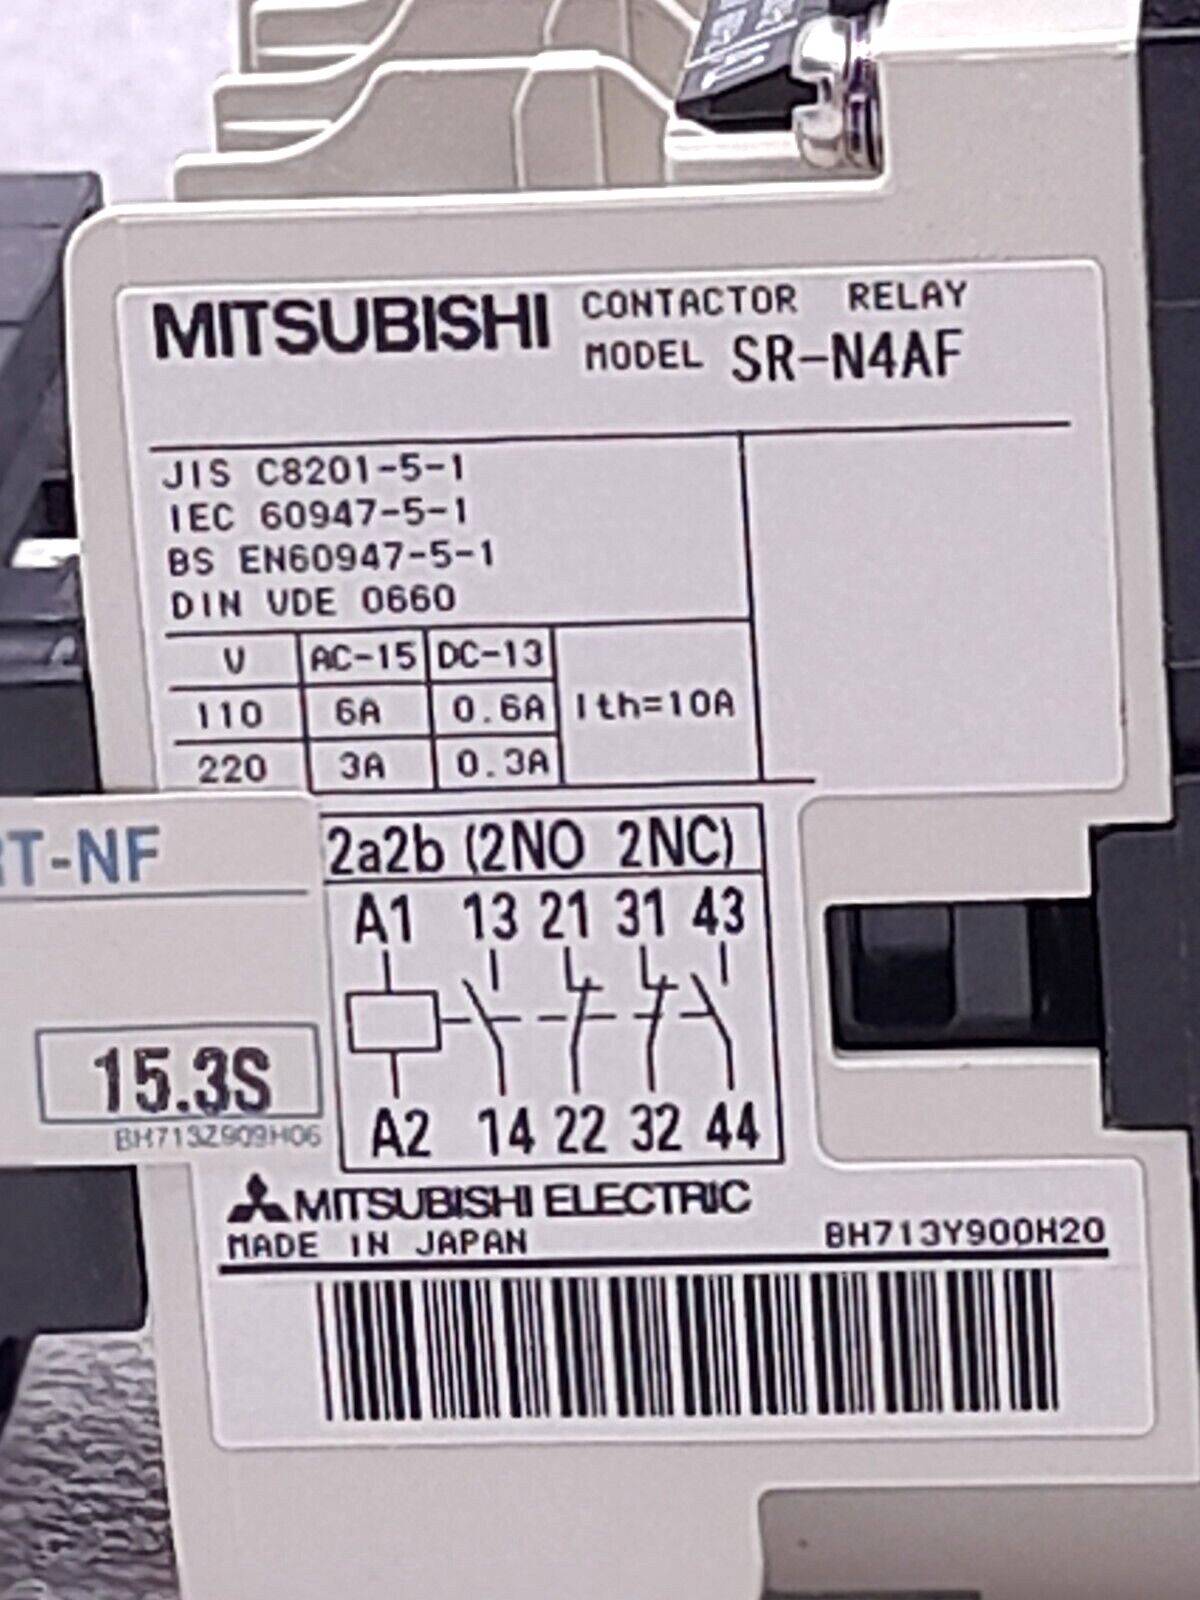 MITSUBISHI CONTACTOR RELAY
MODEL SR-N4AF
JIS C8201-5-1
IEC 60947-5-1
BS EN60947-5-1
DIN VDE 0660
V AC-15 DC-13
110 6A 0.6A Ith=10A
220 3A 0.3A
RT-NF
2a2b (2NO 2NC)
A1 13 21 31 43
15.3S
BH713Z909H06
A2 14 22 32 44
MITSUBISHI ELECTRIC
MADE IN JAPAN BH713Y900H20